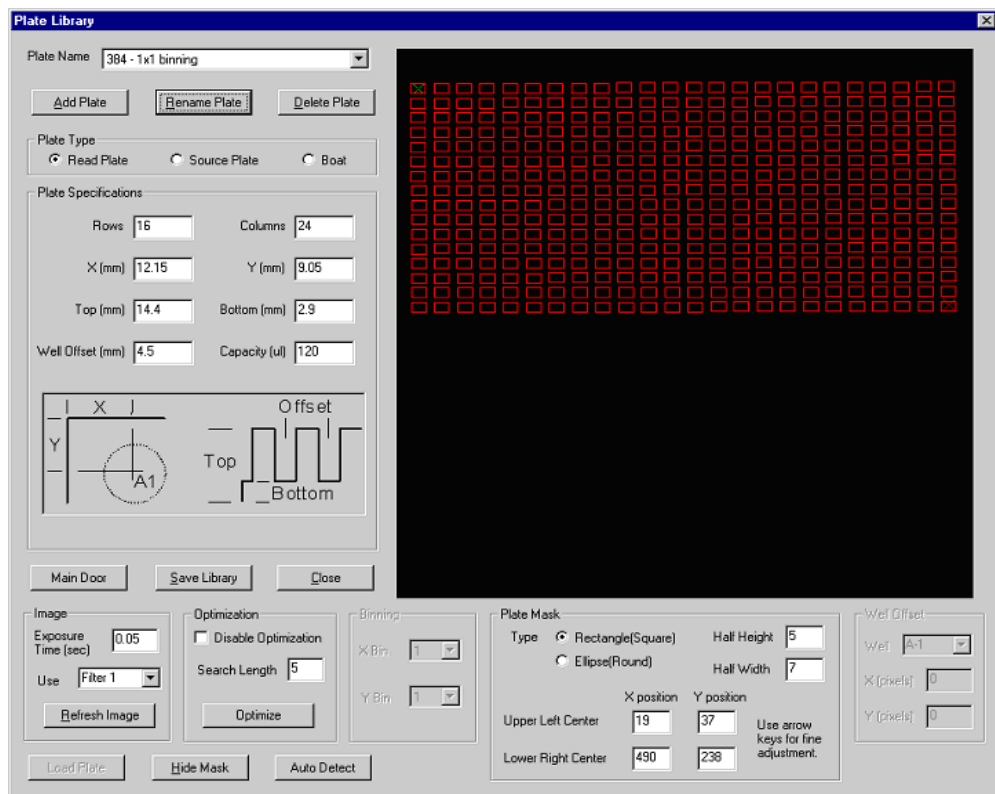 Plate Library
Plate Name 384 - 1x1 binning
Add Plate Rename Plate Delete Plate
Plate Type
Read Plate Source Plate Boat
Plate Specifications
Rows 16 Columns 24
X (mm) 12.15 Y (mm) 9.05
Top (mm) 14.4 Bottom (mm) 2.9
Well Offset (mm) 4.5 Capacity (ul) 120
X Offset
Y
Top
A1
Bottom
Main Door Save Library Close
Image
Exposure
Time (sec) 0.05
Use Filter 1
Refresh Image
Optimization
Disable Optimization
Search Length 5
Optimize
Binning
X Bin 1
Y Bin 1
Plate Mask
Type Rectangle(Square) Half Height 5
Ellipse(Round) Half Width 7
X position Y position
Upper Left Center 19 37
Lower Right Center 490 238
Use arrow
keys for fine
adjustment.
Well Offset
Well A-1
X (pixels) 0
Y (pixels) 0
Load Plate Hide Mask Auto Detect